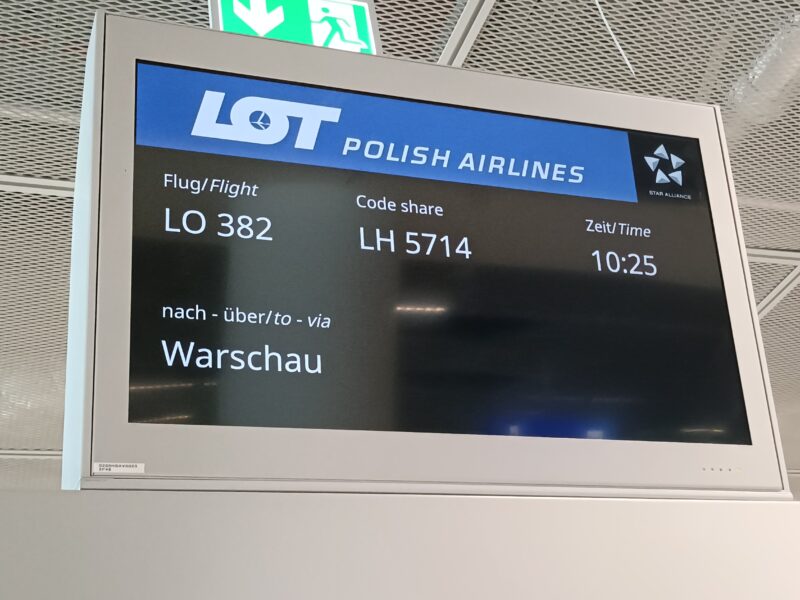 LOT POLISH AIRLINES
STAR ALLIANCE
Flug/Flight
Code share
Zeit/Time
LO 382
LH 5714
10:25
nach - über/to - via
Warschau